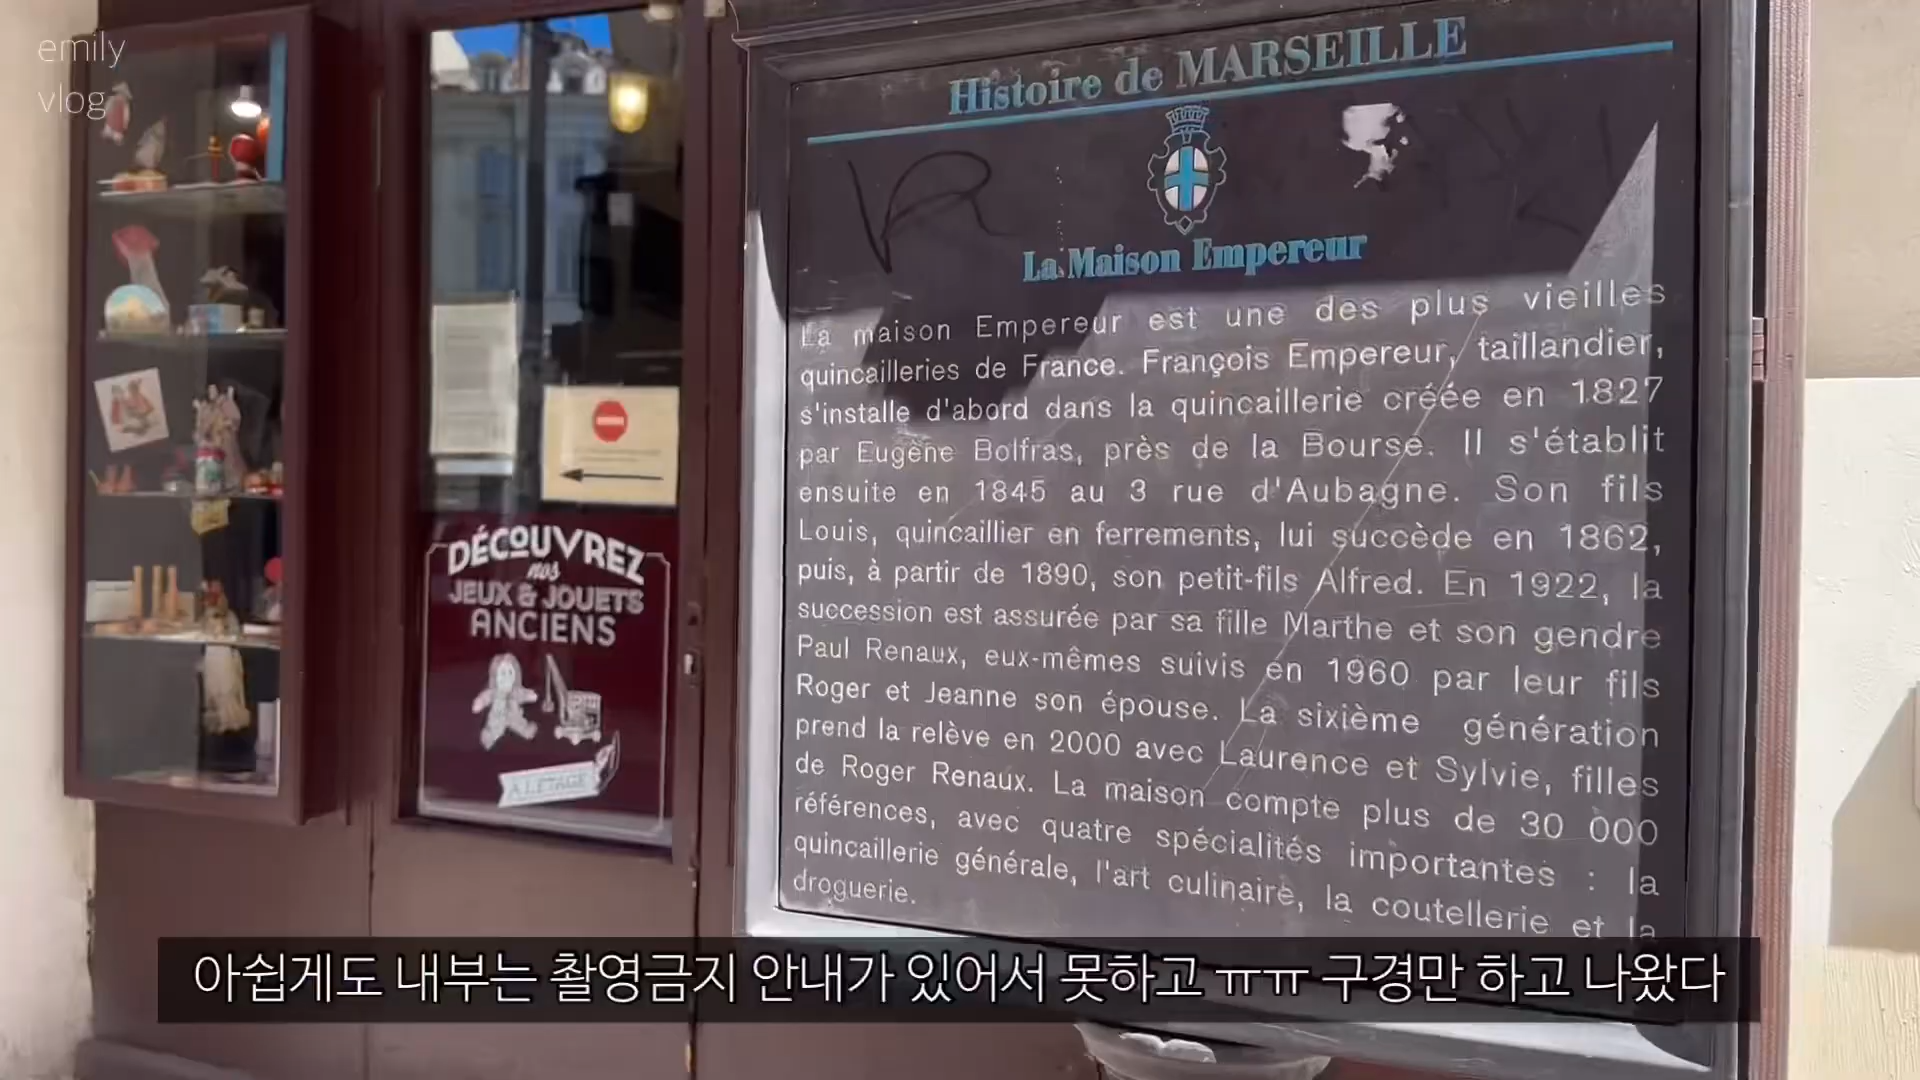 emily
vlog
Histoire de MARSEILLE
La Maison Empereur
La maison Empereur est une des plus vieilles
quincailleries de France. François Empereur, taillandier,
s'installe d'abord dans la quincaillerie créée en 1827
par Eugène Bolfras, près de la Bourse. Il s'établit
ensuite en 1845 au 3 rue d'Aubagne. Son fils
Louis, quincaillier en ferrements, lui succède en 1862,
puis, à partir de 1890, son petit-fils Alfred. En 1922, la
succession est assurée par sa fille Marthe et son gendre
Paul Renaux, eux-mêmes suivis en 1960 par leur fils
Roger et Jeanne son épouse. La sixième génération
prend la relève en 2000 avec Laurence et Sylvie, filles
de Roger Renaux. La maison compte plus de 30 000
références, avec quatre spécialités importantes : la
quincaillerie générale, l'art culinaire, la coutellerie et la
droguerie.
DÉCOUVREZ
nos
JEUX & JOUETS
ANCIENS
A L'ETAGE
아쉽게도 내부는 촬영금지 안내가 있어서 못하고 ㅠㅠ 구경만 하고 나왔다